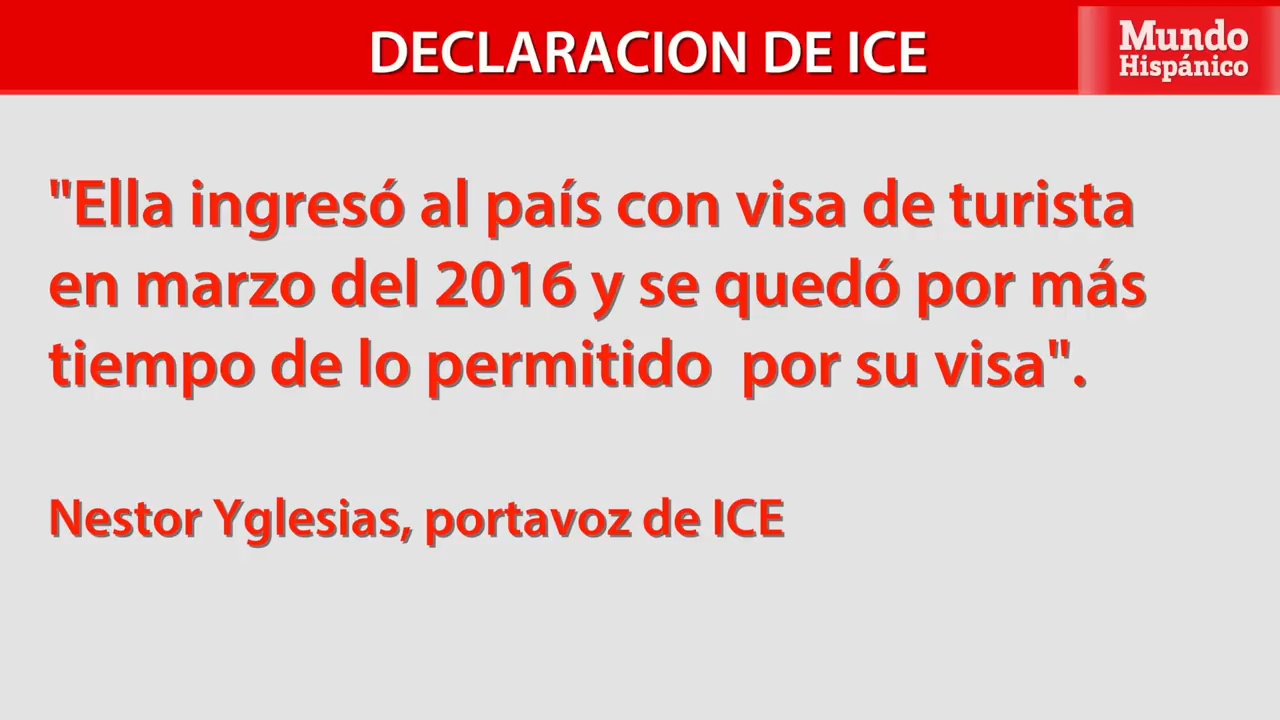 DECLARACION DE ICE
Mundo
Hispánico
"Ella ingresó al país con visa de turista
en marzo del 2016 y se quedó por más
tiempo de lo permitido  por su visa".
Nestor Yglesias, portavoz de ICE